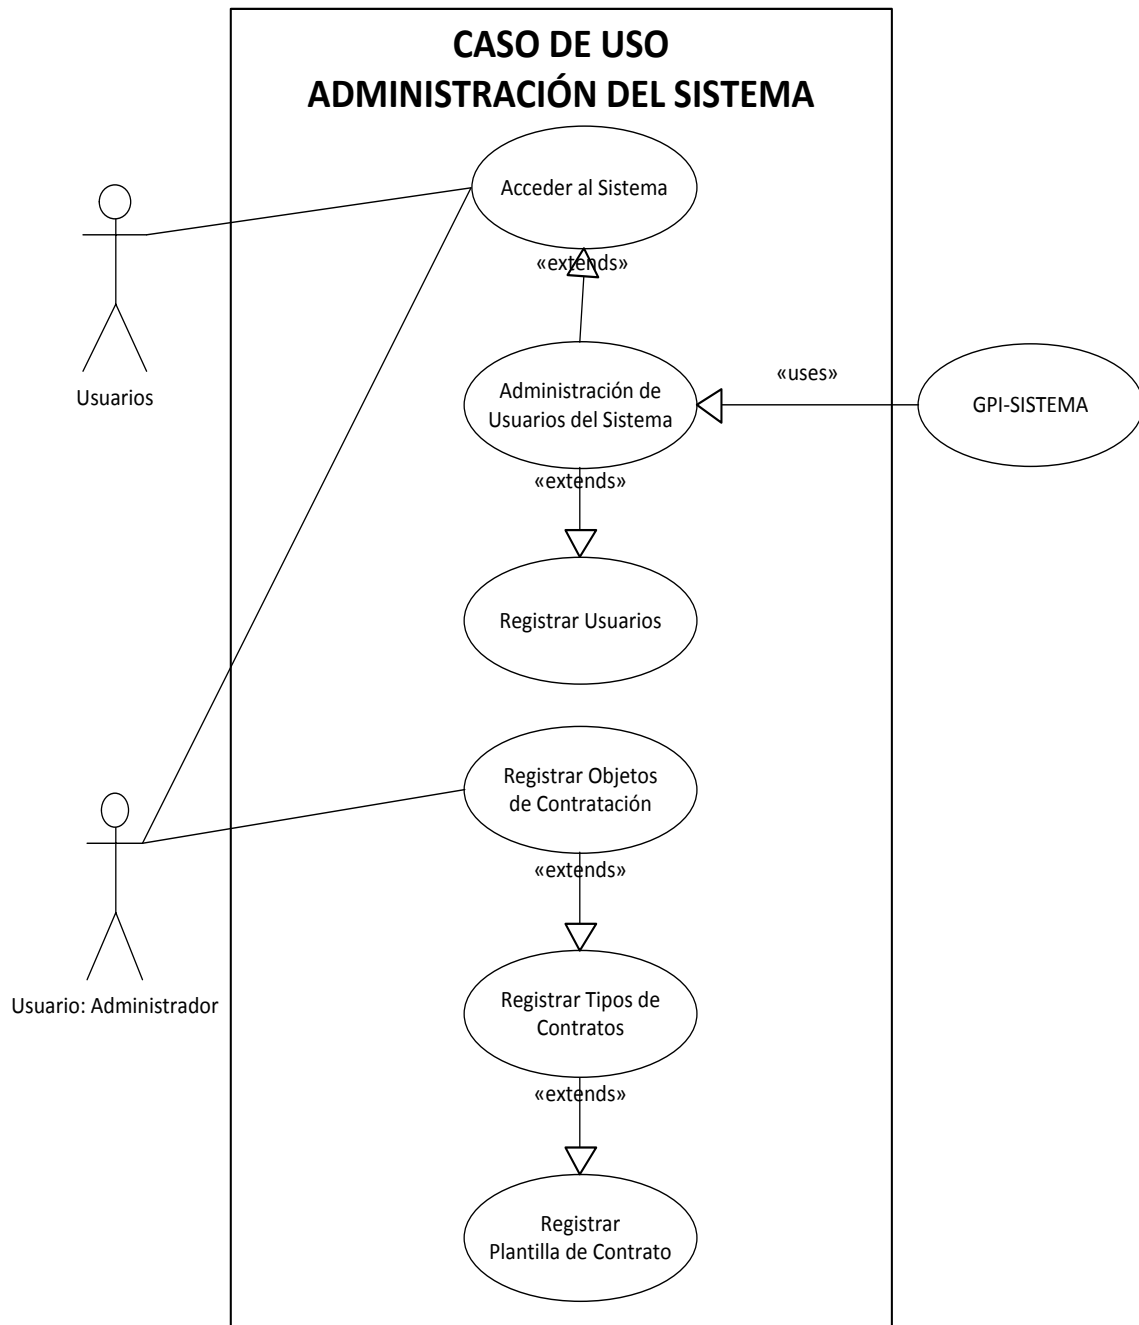 CASO DE USO
ADMINISTRACIÓN DEL SISTEMA
Acceder al Sistema
«extends»
Usuarios
Administración de
Usuarios del Sistema
«uses»
GPI-SISTEMA
«extends»
Registrar Usuarios
Registrar Objetos
de Contratación
«extends»
Usuario: Administrador
Registrar Tipos de
Contratos
«extends»
Registrar
Plantilla de Contrato